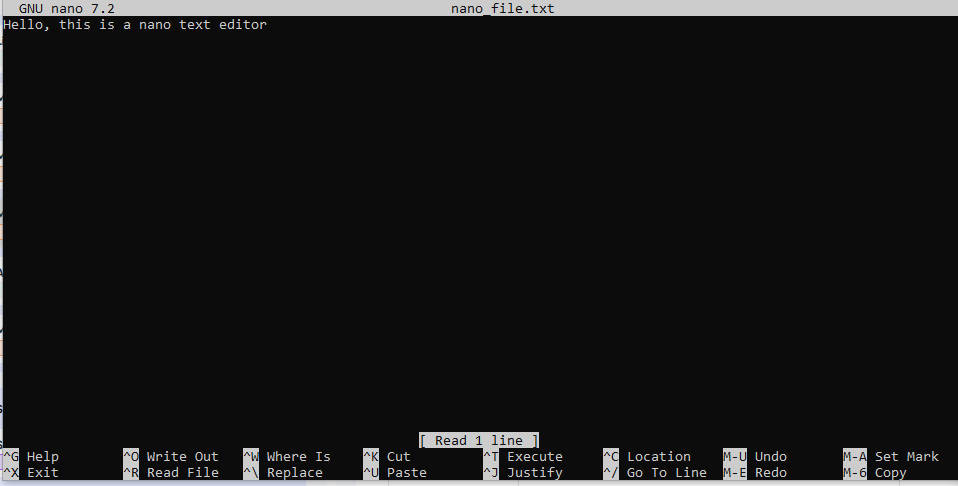 GNU nano 7.2 nano_file.txt
Hello, this is a nano text editor
[ Read 1 line ]
^G Help ^O Write Out ^W Where Is ^K Cut ^T Execute ^C Location M-U Undo M-A Set Mark
^X Exit ^R Read File ^\ Replace ^U Paste ^J Justify ^/ Go To Line M-E Redo M-6 Copy